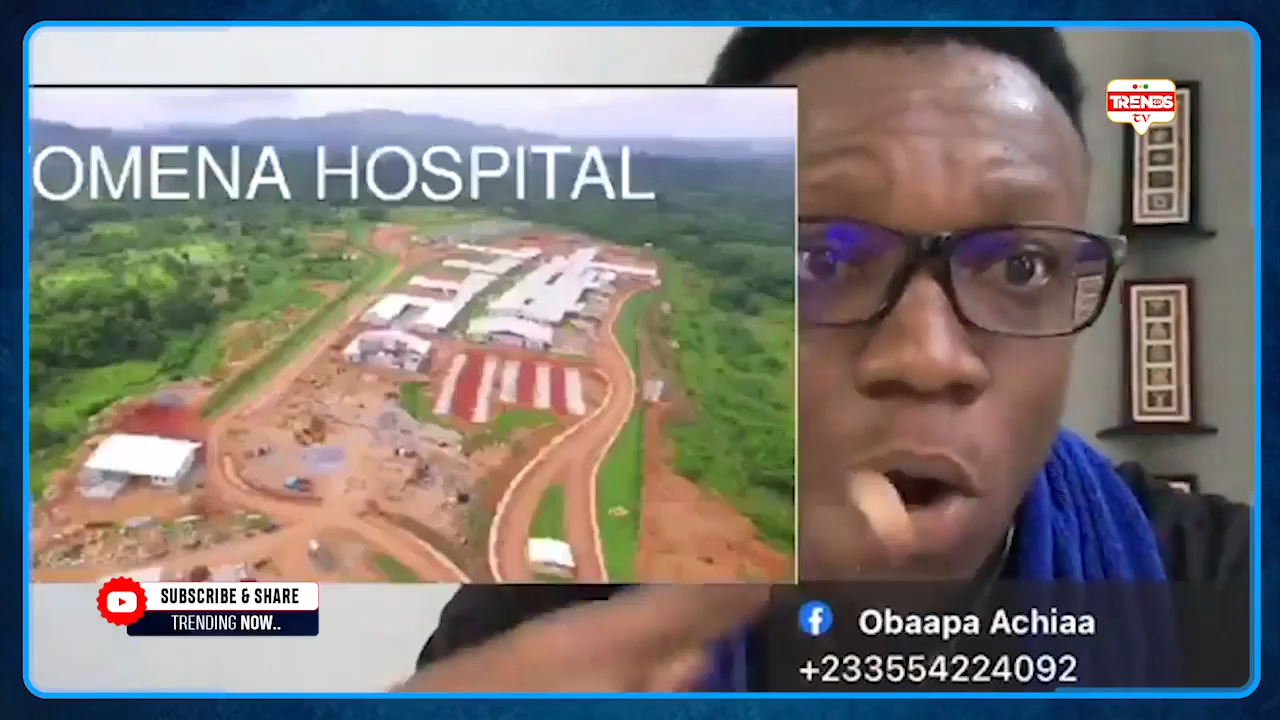 TRENDS
TV
OMENA HOSPITAL
SUBSCRIBE & SHARE
TRENDING NOW..
Obaapa Achiaa
+233554224092